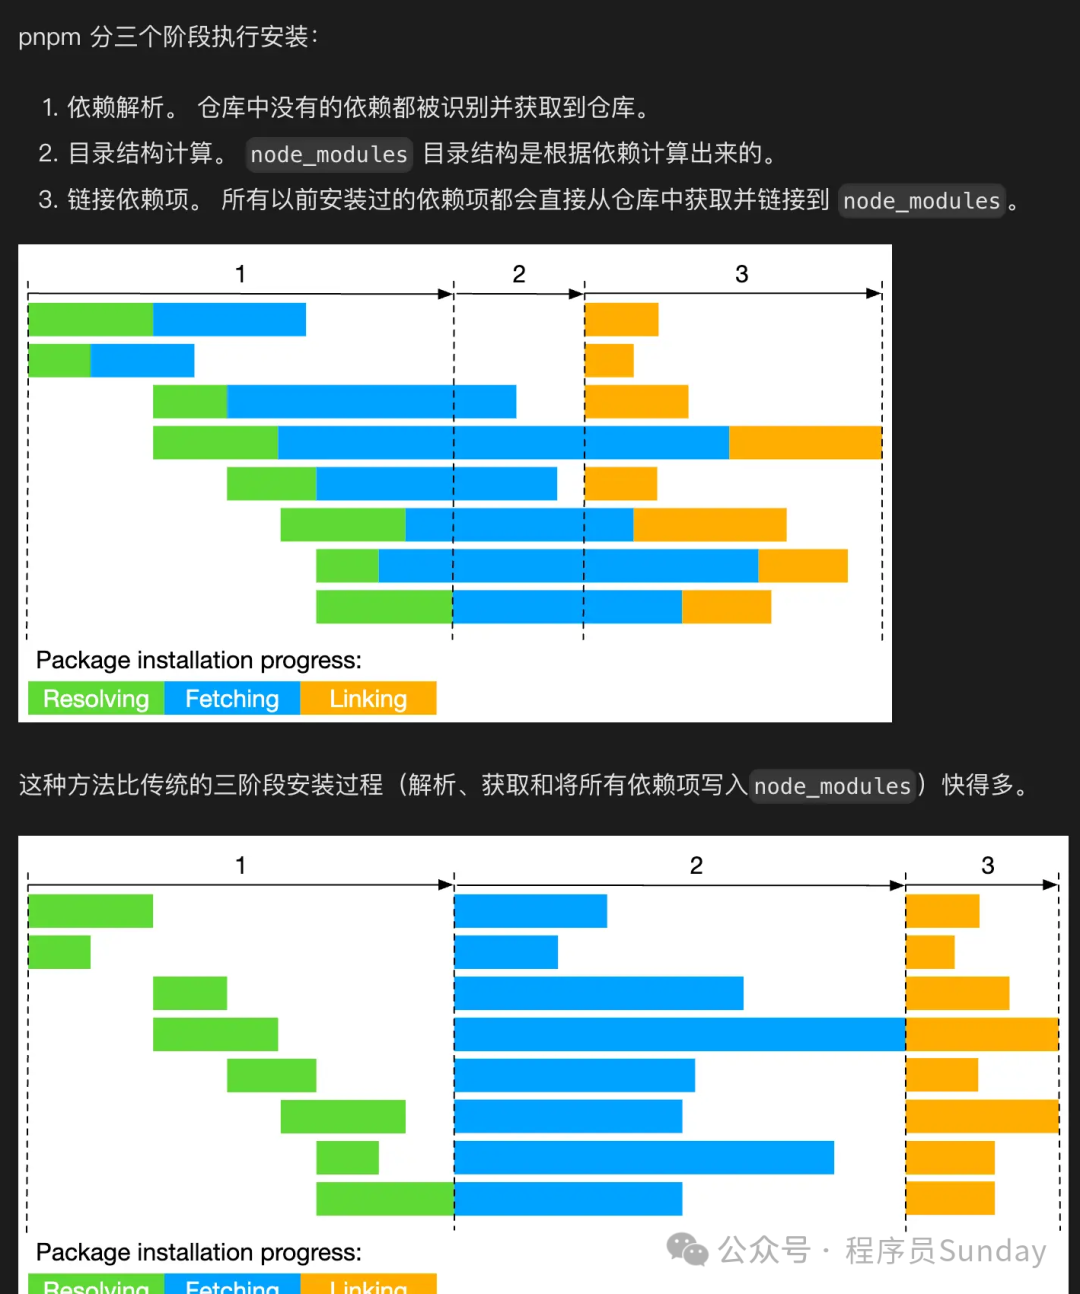 pnpm 分三个阶段执行安装：
1. 依赖解析。 仓库中没有的依赖都被识别并获取到仓库。
2. 目录结构计算。 node_modules 目录结构是根据依赖计算出来的。
3. 链接依赖项。 所有以前安装过的依赖项都会直接从仓库中获取并链接到 node_modules 。
1 2 3
Package installation progress:
Resolving Fetching Linking
这种方法比传统的三阶段安装过程（解析、获取和将所有依赖项写入 node_modules ）快得多。
1 2 3
公众号 · 程序员Sunday
Package installation progress:
Resolving Fetching Linking